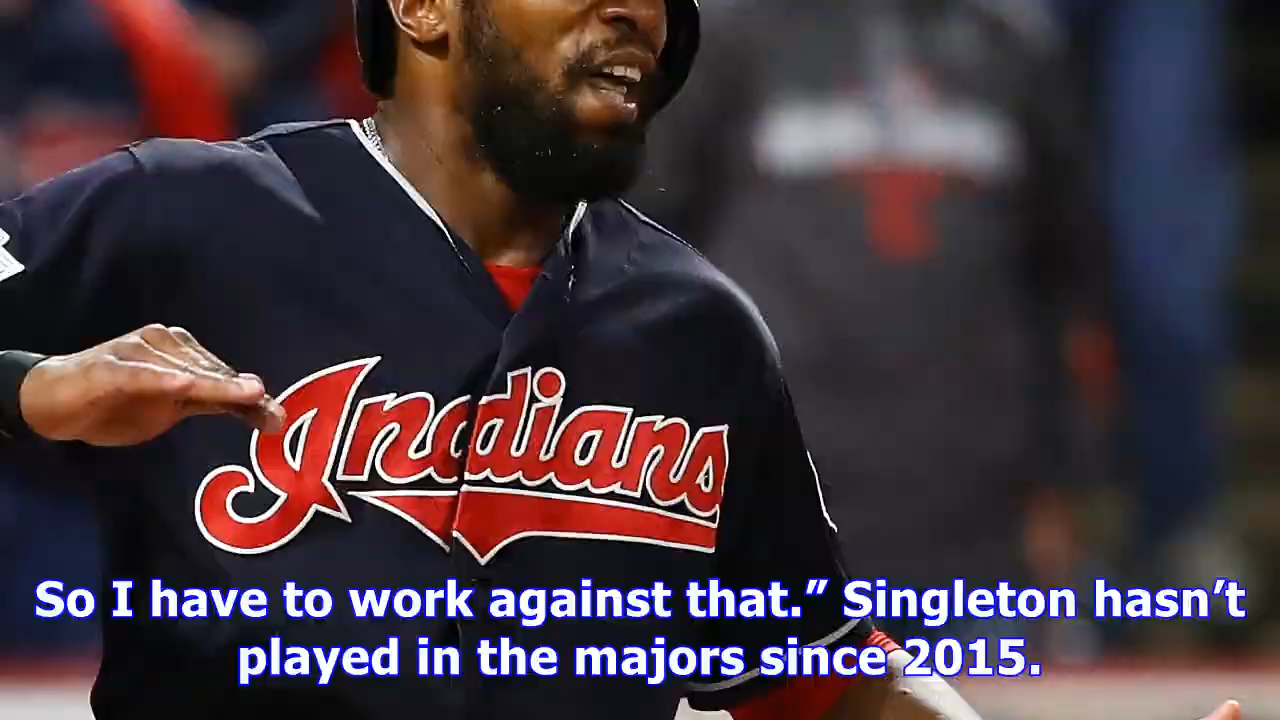 Indians
So I have to work against that.” Singleton hasn’t
played in the majors since 2015.